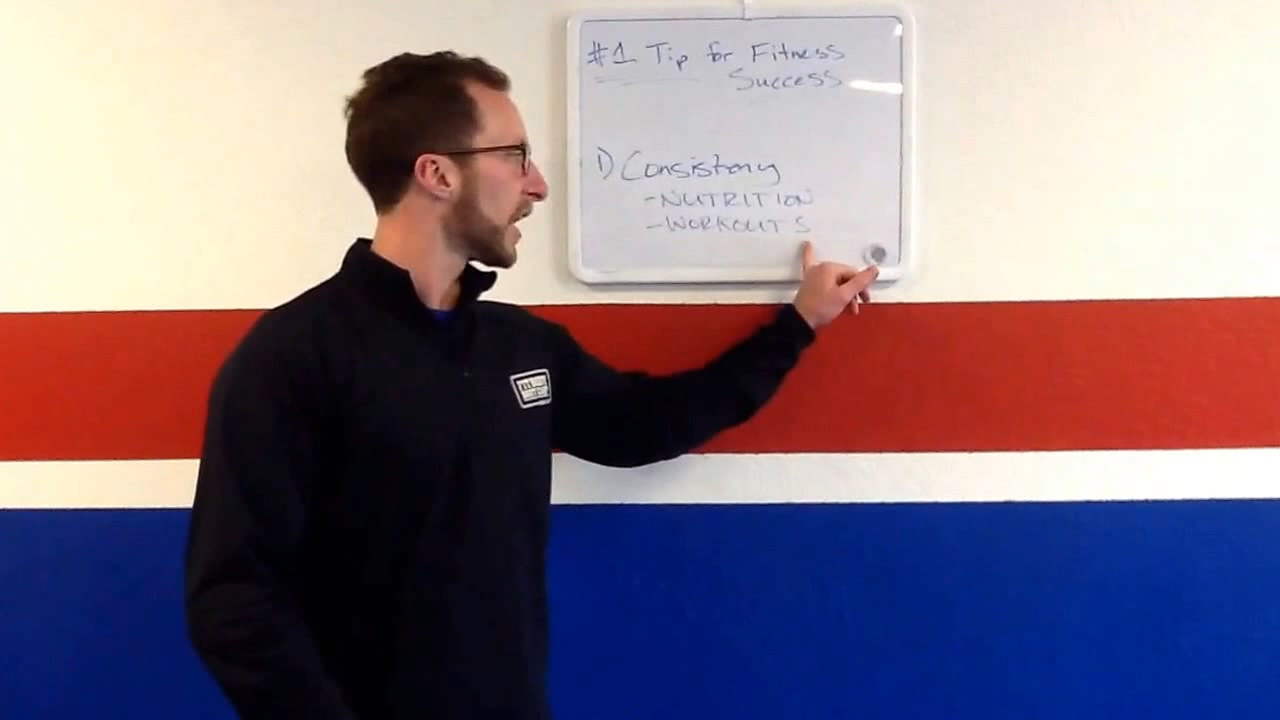 #1 Tip for Fitness
Success
1) Consistency
-NUTRITION
-WORKOUTS